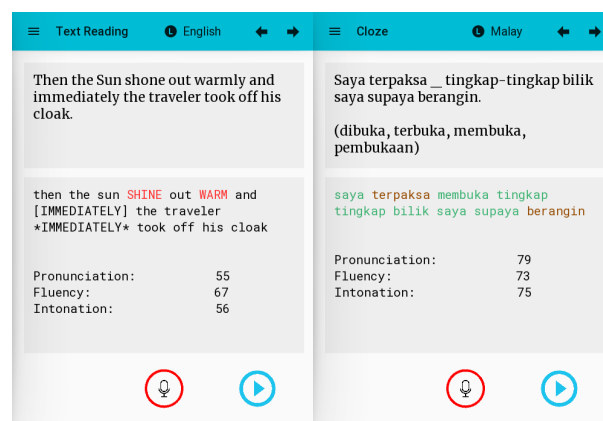 Text Reading
L English
Then the Sun shone out warmly and
immediately the traveler took off his
cloak.
then the sun SHINE out WARM and
[IMMEDIATELY] the traveler
*IMMEDIATELY* took off his cloak
Pronunciation: 55
Fluency: 67
Intonation: 56
Cloze
L Malay
Saya terpaksa _ tingkap-tingkap bilik
saya supaya berangin.
(dibuka, terbuka, membuka,
pembukaan)
saya terpaksa membuka tingkap
tingkap bilik saya supaya berangin
Pronunciation: 79
Fluency: 73
Intonation: 75